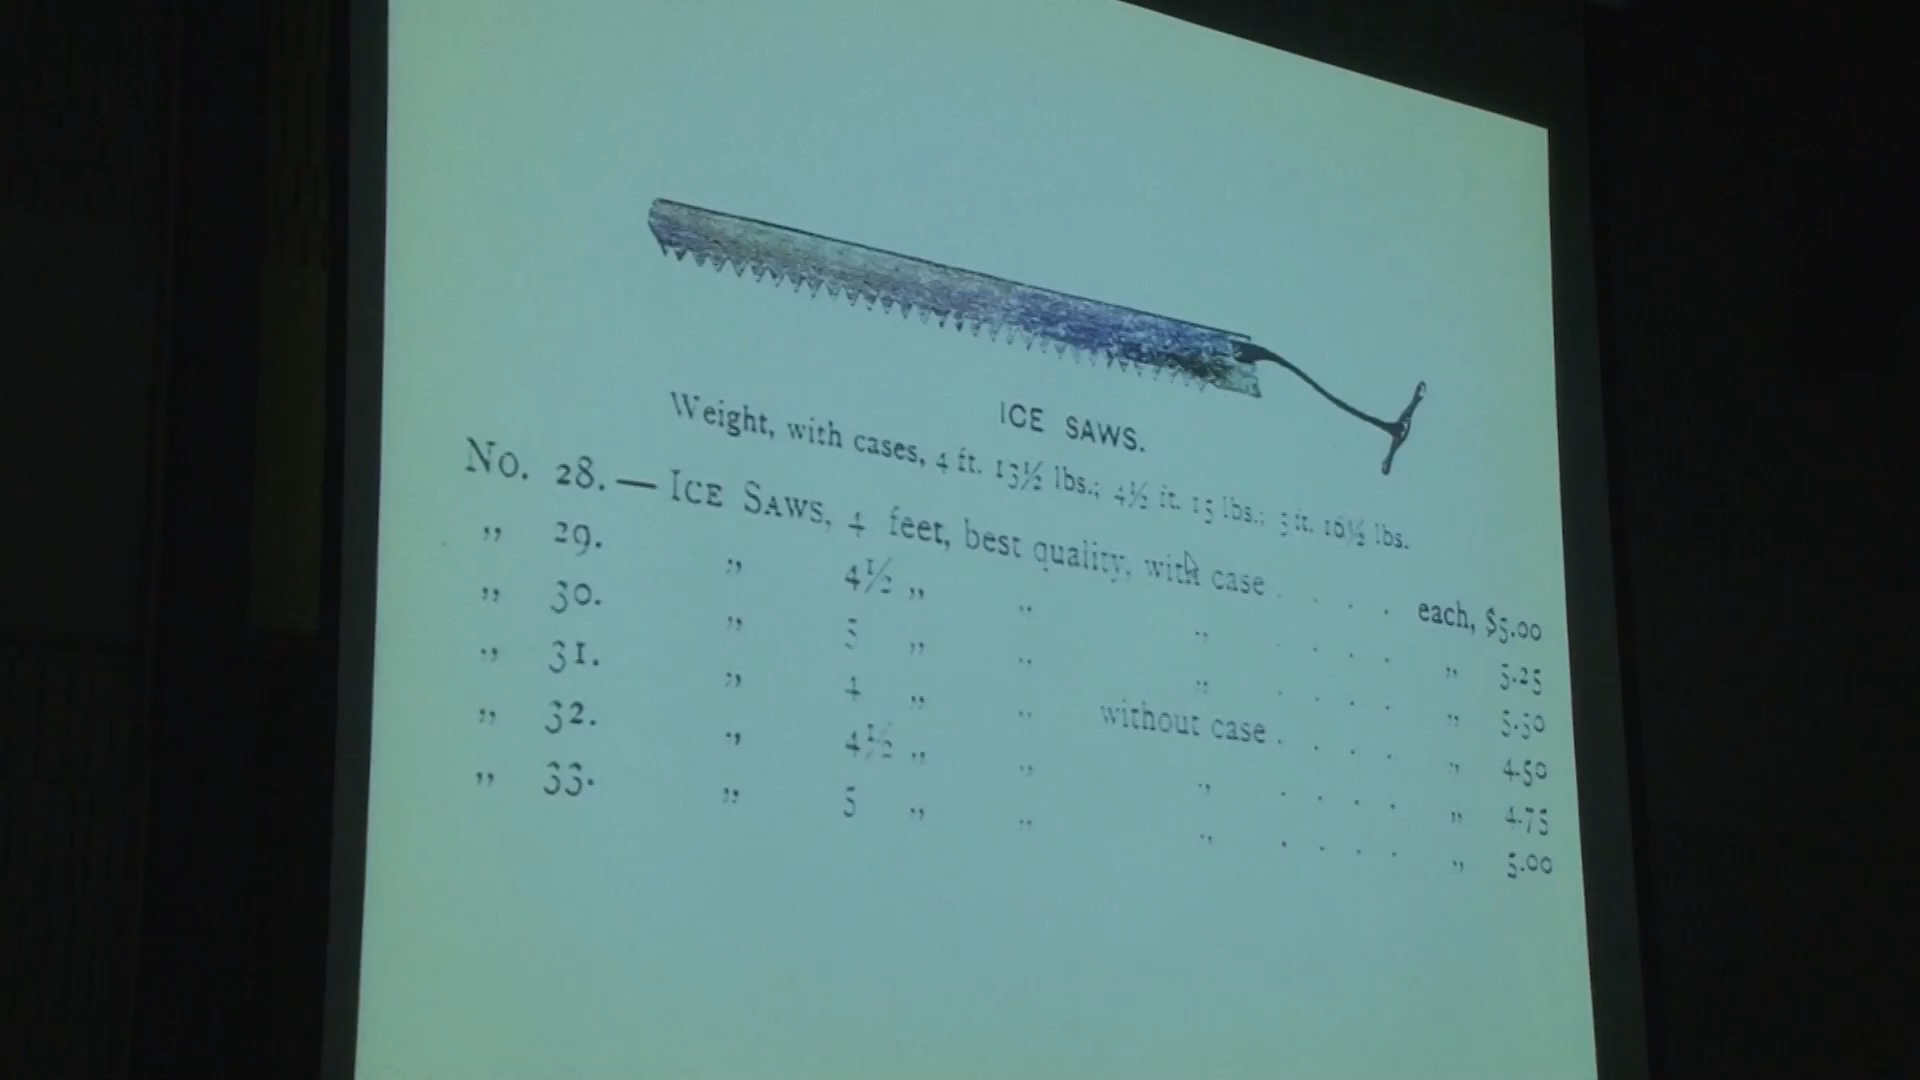 ICE SAWS.
Weight, with cases, 4 ft. 13½ lbs.; 4½ ft. 15 lbs.; 5 ft. 16½ lbs.
No. 28.— ICE SAWS, 4 feet, best quality, with case . . . . each, $5.00
„ 29. „ 4½ „ „ „ . . . . „ 5.25
„ 30. „ 5 „ „ „ . . . . „ 5.50
„ 31. „ 4 „ „ without case . . . . „ 4.50
„ 32. „ 4½ „ „ „ . . . . „ 4.75
„ 33. „ 5 „ „ „ . . . . „ 5.00